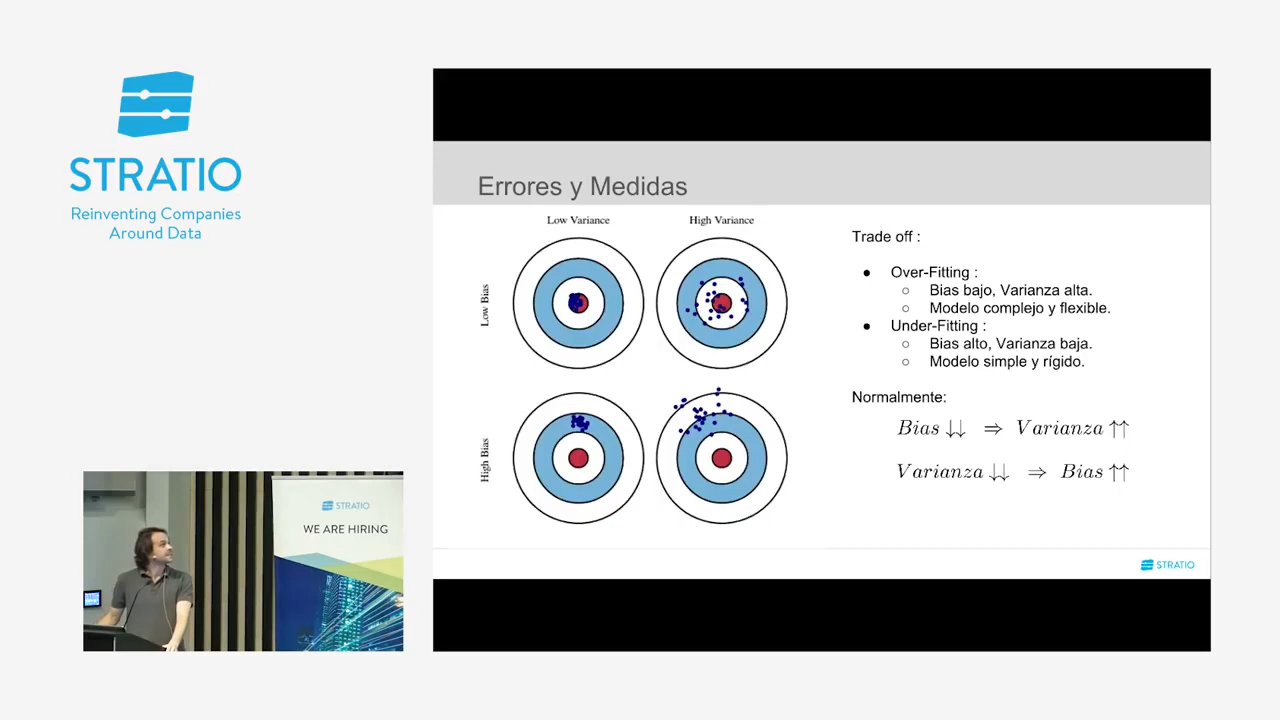 STRATIO
Reinventing Companies
Around Data
Errores y Medidas
Low Variance
High Variance
Low Bias
High Bias
Trade off :
● Over-Fitting :
○ Bias bajo, Varianza alta.
○ Modelo complejo y flexible.
● Under-Fitting :
○ Bias alto, Varianza baja.
○ Modelo simple y rígido.
Normalmente:
Bias ↓↓ ⇒ Varianza ↑↑
Varianza ↓↓ ⇒ Bias ↑↑
STRATIO
STRATIO
WE ARE HIRING